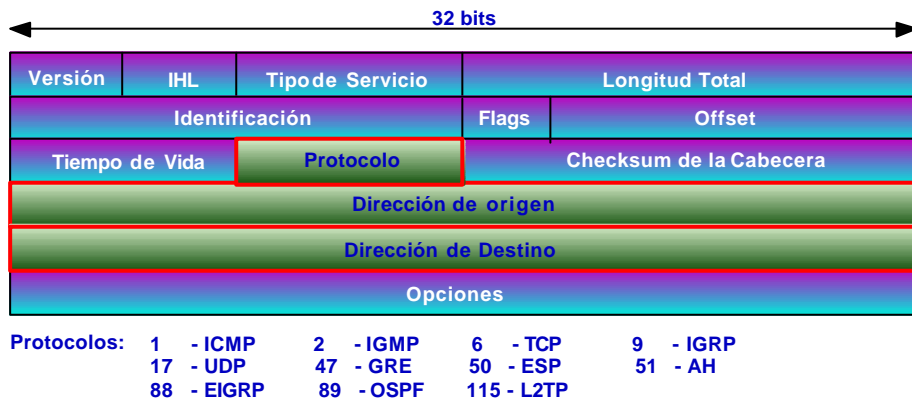 32 bits
Versión IHL Tipo de Servicio Longitud Total
Identificación Flags Offset
Tiempo de Vida Protocolo Checksum de la Cabecera
Dirección de origen
Dirección de Destino
Opciones
Protocolos: 1 - ICMP 2 - IGMP 6 - TCP 9 - IGRP
17 - UDP 47 - GRE 50 - ESP 51 - AH
88 - EIGRP 89 - OSPF 115 - L2TP